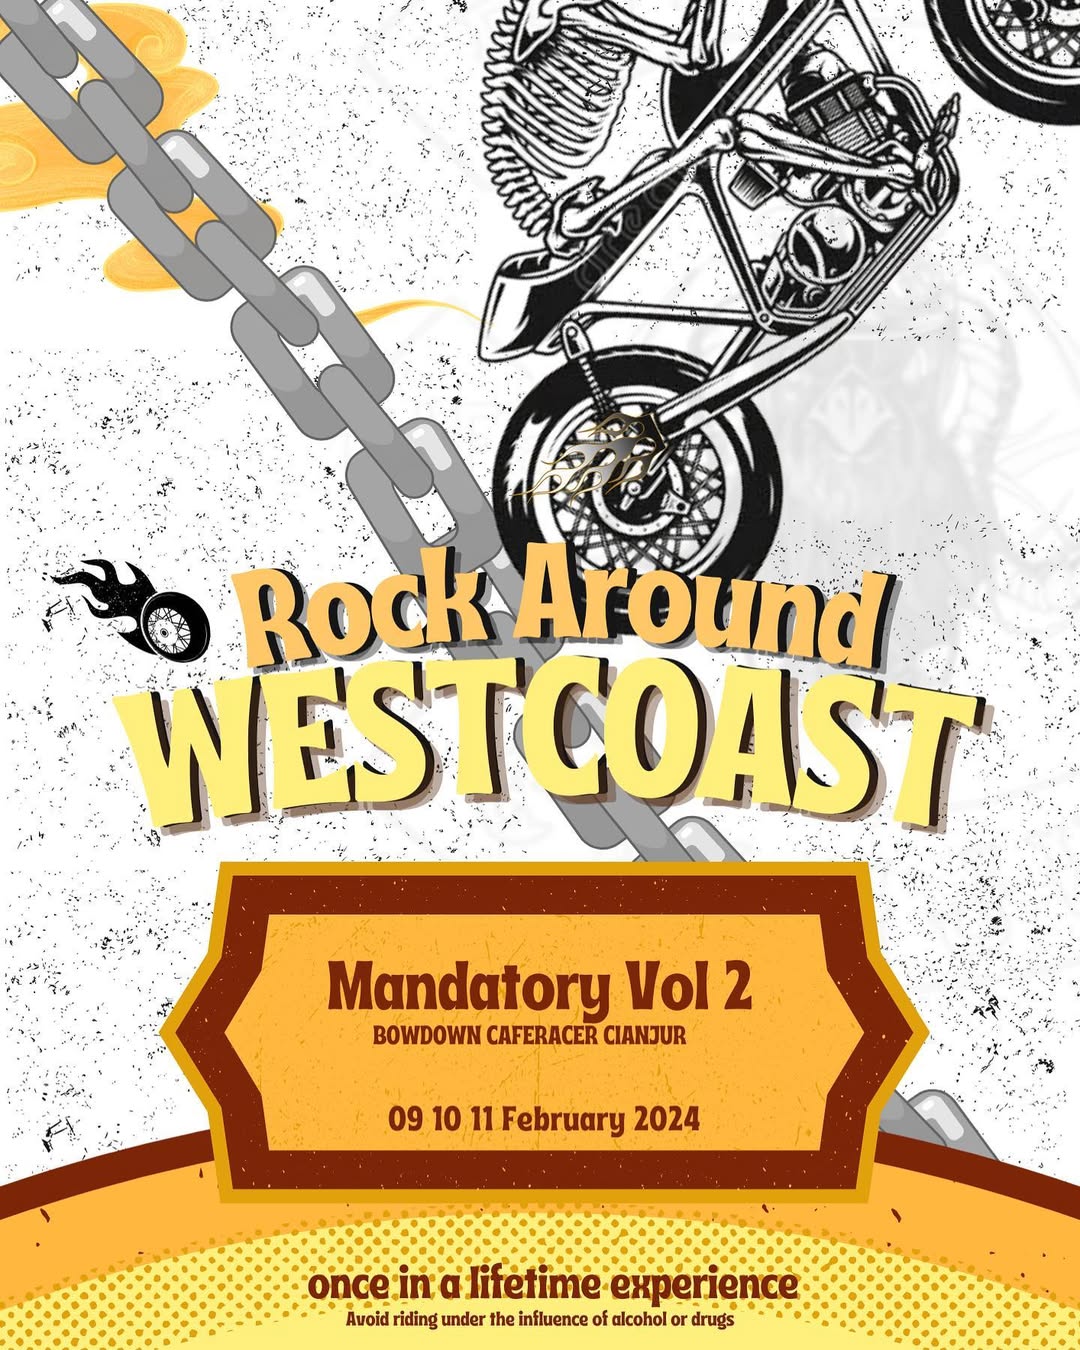 Rock Around
WESTCOAST
Mandatory Vol 2
BOWDOWN CAFERACER CIANJUR
09 10 11 February 2024
once in a lifetime experience
Avoid riding under the influence of alcohol or drugs